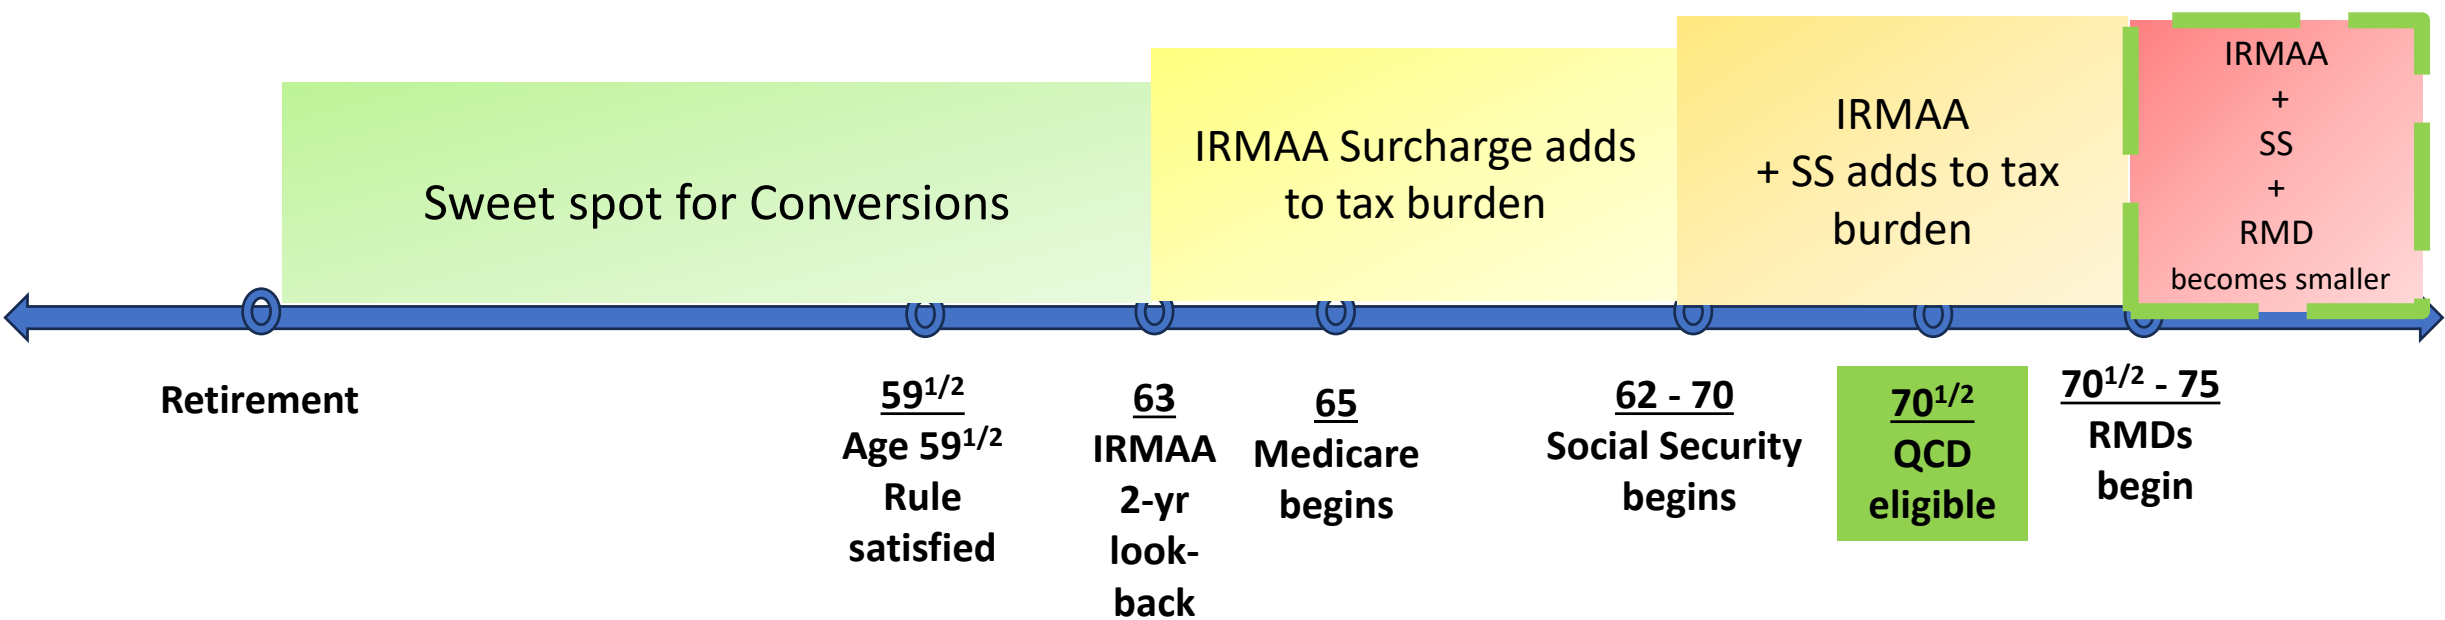 Sweet spot for Conversions
IRMAA Surcharge adds
to tax burden
IRMAA
+ SS adds to tax
burden
IRMAA
+
SS
+
RMD
becomes smaller
Retirement
59^1/2
Age 59^1/2
Rule
satisfied
63
IRMAA
2-yr
look-
back
65
Medicare
begins
62 - 70
Social Security
begins
70^1/2
QCD
eligible
70^1/2 - 75
RMDs
begin